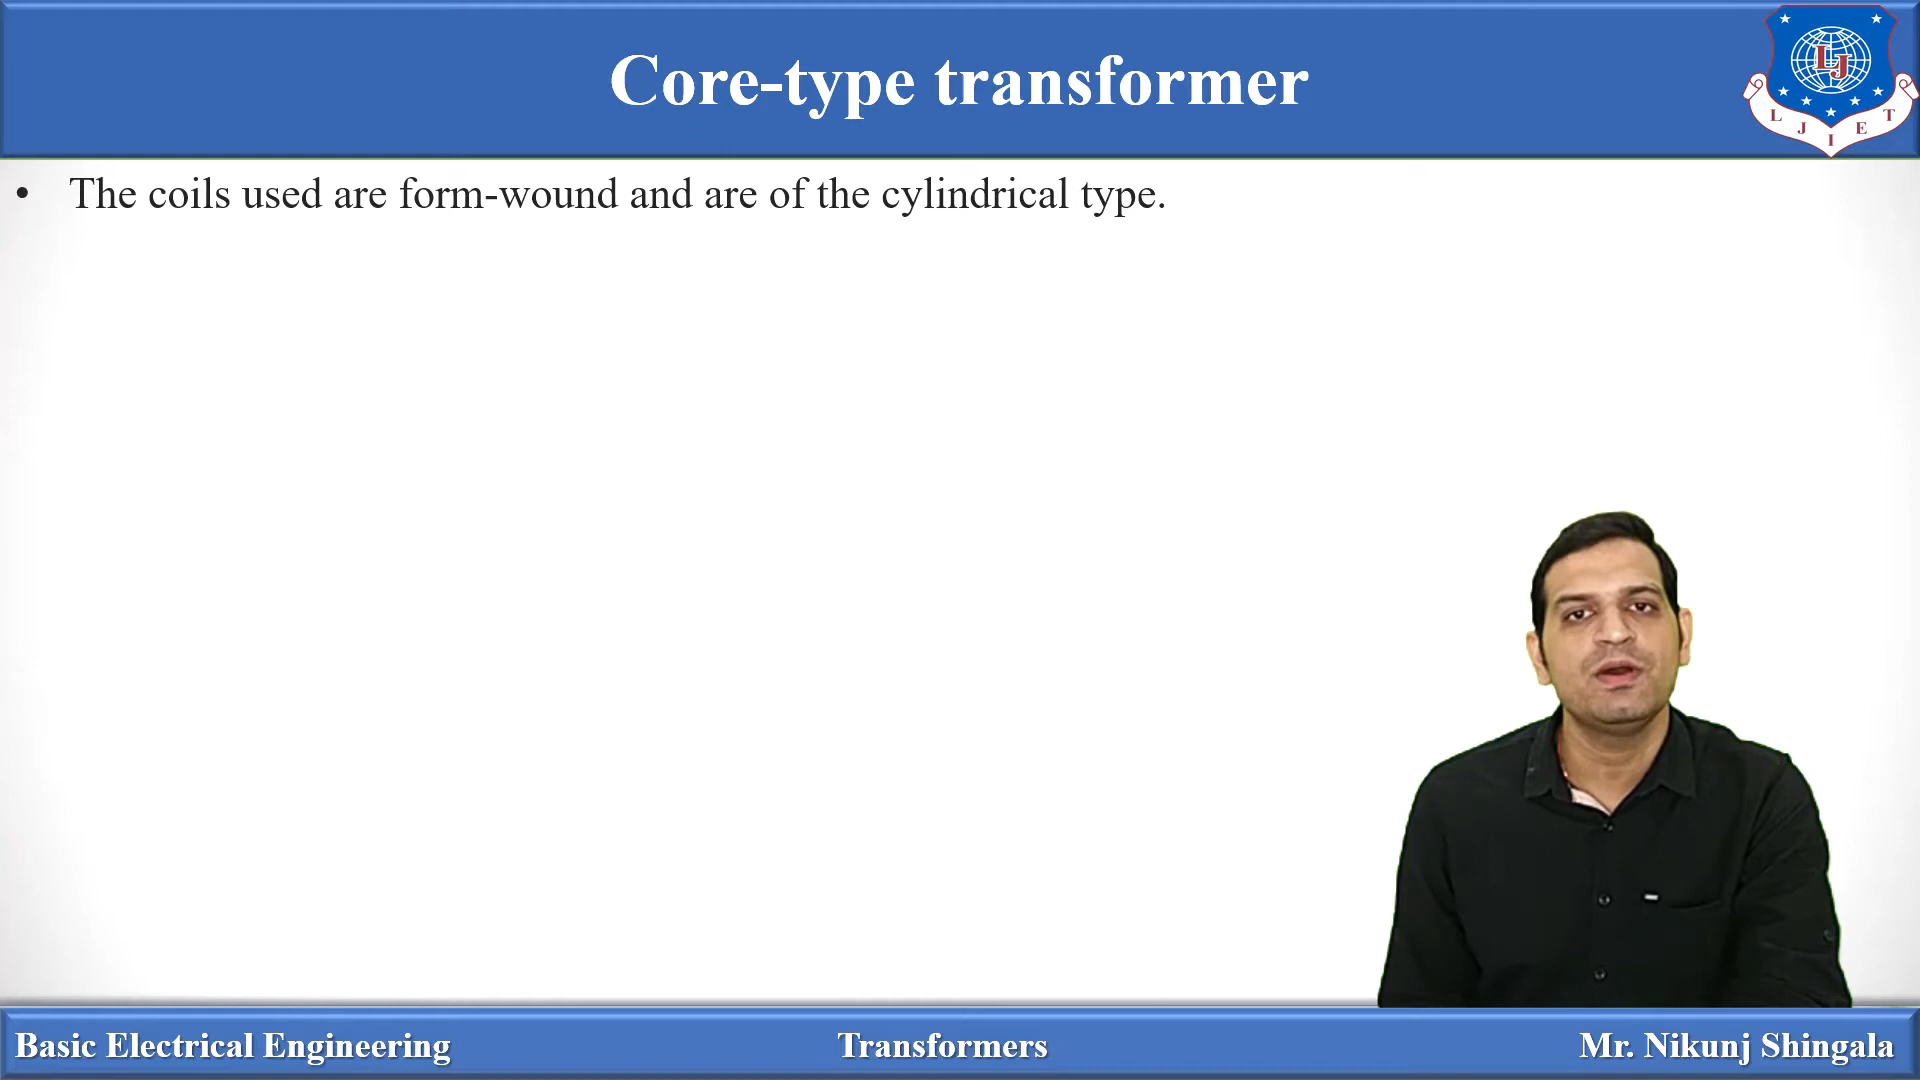 Core-type transformer
LJ
L J I E T
• The coils used are form-wound and are of the cylindrical type.
Basic Electrical Engineering
Transformers
Mr. Nikunj Shingala